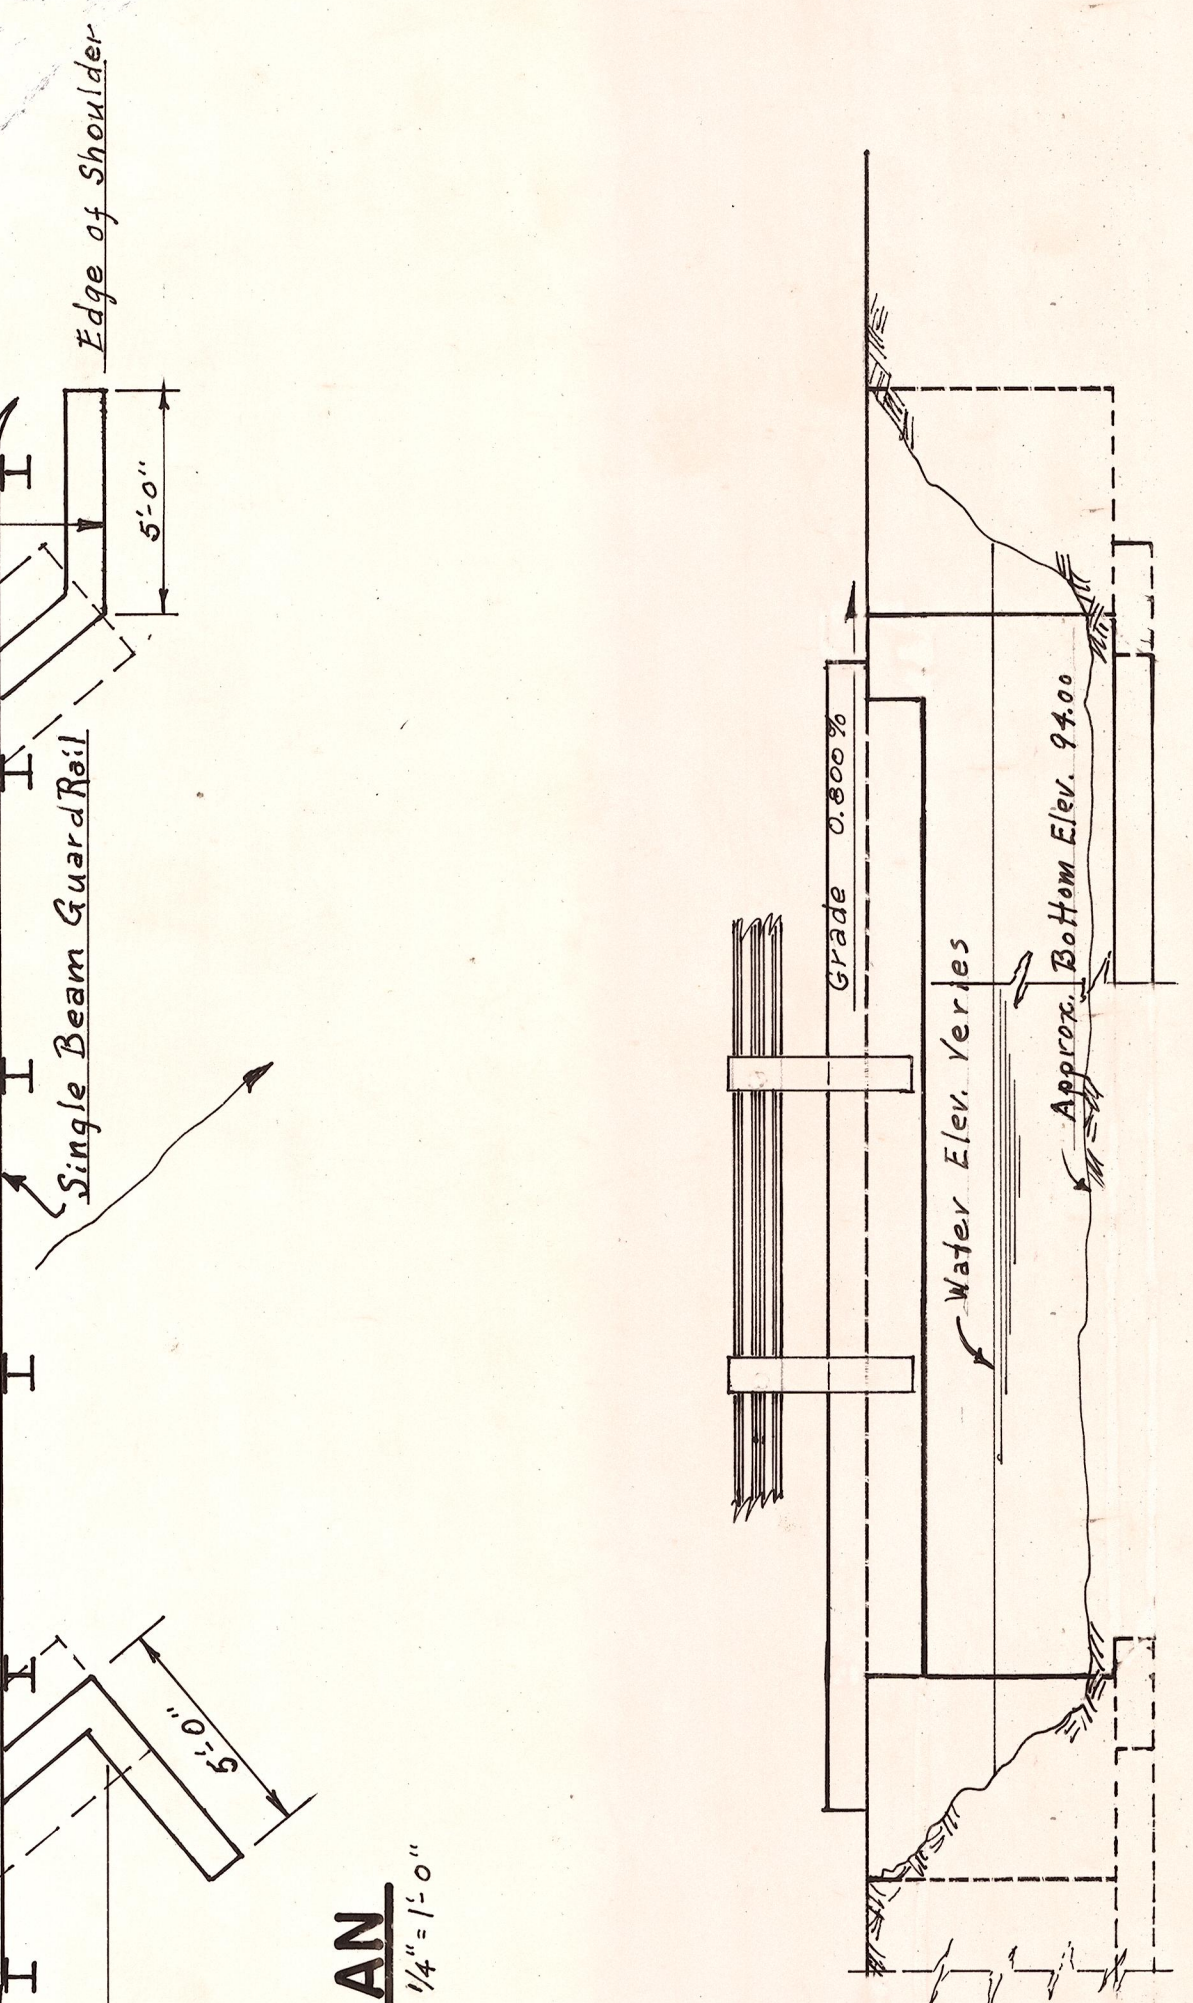 Edge of Shoulder
5'-0"
Single Beam Guard Rail
5'-0"
AN
1/4" = 1'-0"
Grade 0.800%
Water Elev. Veries
Approx. Bottom Elev. 94.00